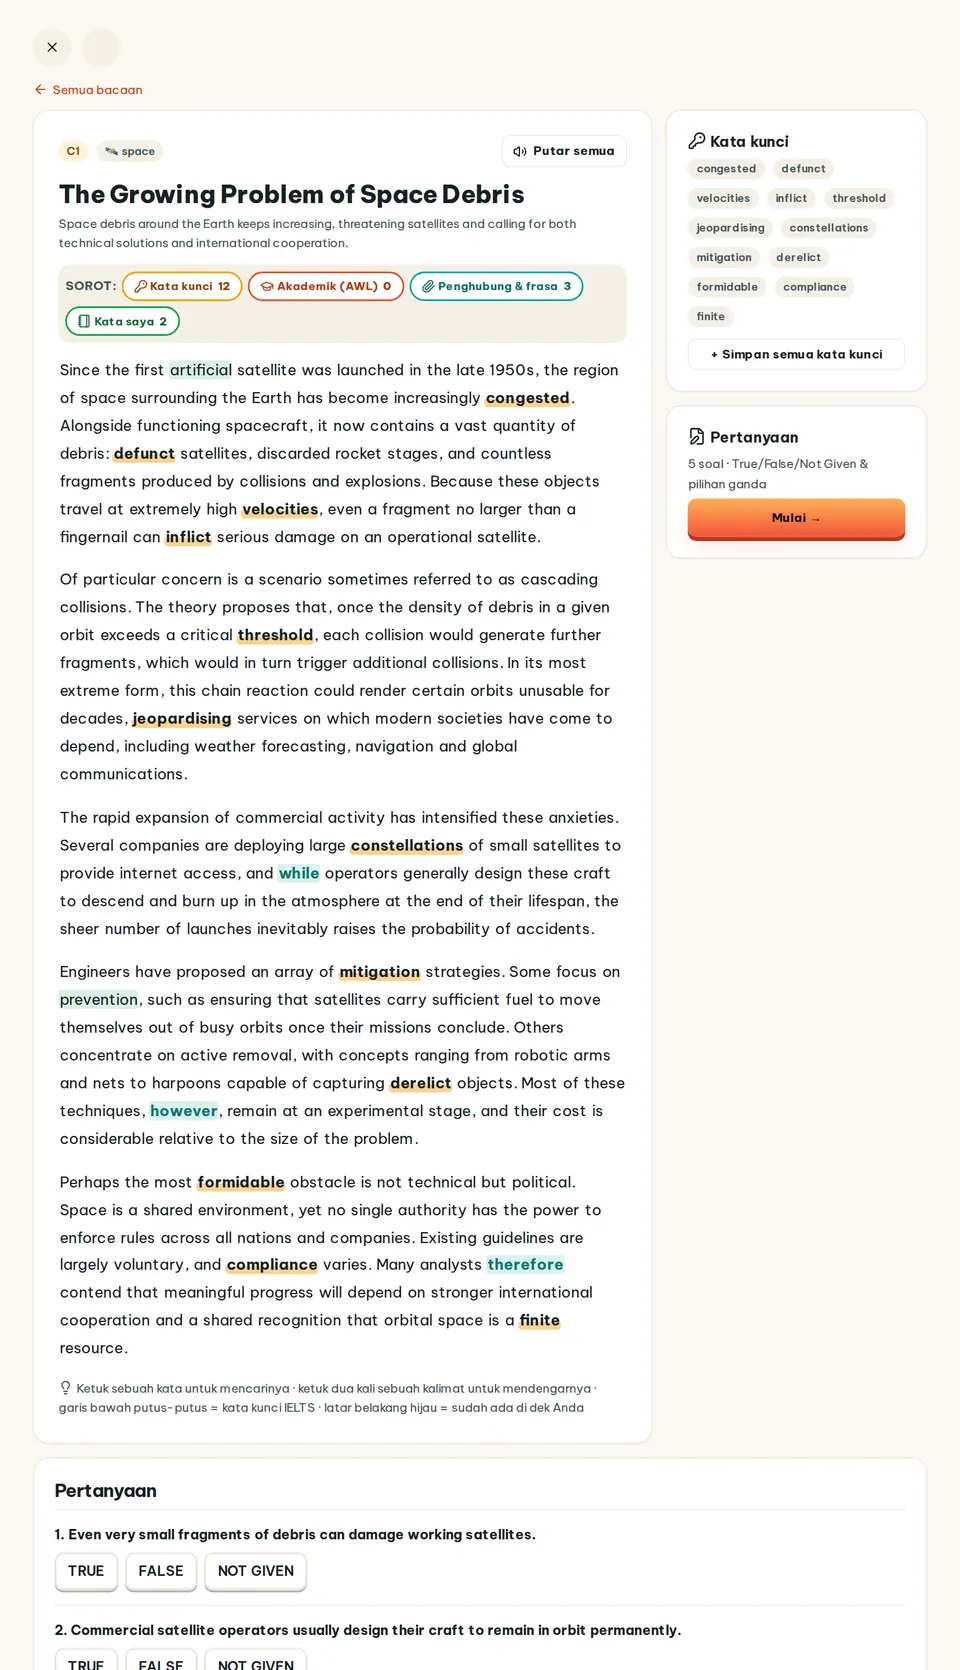 ← Semua bacaan
C1
space
Putar semua
The Growing Problem of Space Debris
Space debris around the Earth keeps increasing, threatening satellites and calling for both
technical solutions and international cooperation.
SOROT:
Kata kunci 12
Akademik (AWL) 0
Penghubung & frasa 3
Kata saya 2
Since the first artificial satellite was launched in the late 1950s, the region
of space surrounding the Earth has become increasingly congested.
Alongside functioning spacecraft, it now contains a vast quantity of
debris: defunct satellites, discarded rocket stages, and countless
fragments produced by collisions and explosions. Because these objects
travel at extremely high velocities, even a fragment no larger than a
fingernail can inflict serious damage on an operational satellite.
Of particular concern is a scenario sometimes referred to as cascading
collisions. The theory proposes that, once the density of debris in a given
orbit exceeds a critical threshold, each collision would generate further
fragments, which would in turn trigger additional collisions. In its most
extreme form, this chain reaction could render certain orbits unusable for
decades, jeopardising services on which modern societies have come to
depend, including weather forecasting, navigation and global
communications.
The rapid expansion of commercial activity has intensified these anxieties.
Several companies are deploying large constellations of small satellites to
provide internet access, and while operators generally design these craft
to descend and burn up in the atmosphere at the end of their lifespan, the
sheer number of launches inevitably raises the probability of accidents.
Engineers have proposed an array of mitigation strategies. Some focus on
prevention, such as ensuring that satellites carry sufficient fuel to move
themselves out of busy orbits once their missions conclude. Others
concentrate on active removal, with concepts ranging from robotic arms
and nets to harpoons capable of capturing derelict objects. Most of these
techniques, however, remain at an experimental stage, and their cost is
considerable relative to the size of the problem.
Perhaps the most formidable obstacle is not technical but political.
Space is a shared environment, yet no single authority has the power to
enforce rules across all nations and companies. Existing guidelines are
largely voluntary, and compliance varies. Many analysts therefore
contend that meaningful progress will depend on stronger international
cooperation and a shared recognition that orbital space is a finite
resource.
Ketuk sebuah kata untuk mencarinya · ketuk dua kali sebuah kalimat untuk mendengarnya ·
garis bawah putus-putus = kata kunci IELTS · latar belakang hijau = sudah ada di dek Anda
Kata kunci
congested defunct
velocities inflict threshold
jeopardising constellations
mitigation derelict
formidable compliance
finite
+ Simpan semua kata kunci
Pertanyaan
5 soal · True/False/Not Given &
pilihan ganda
Mulai →
Pertanyaan
1. Even very small fragments of debris can damage working satellites.
TRUE FALSE NOT GIVEN
2. Commercial satellite operators usually design their craft to remain in orbit permanently.
TRUE FALSE NOT GIVEN